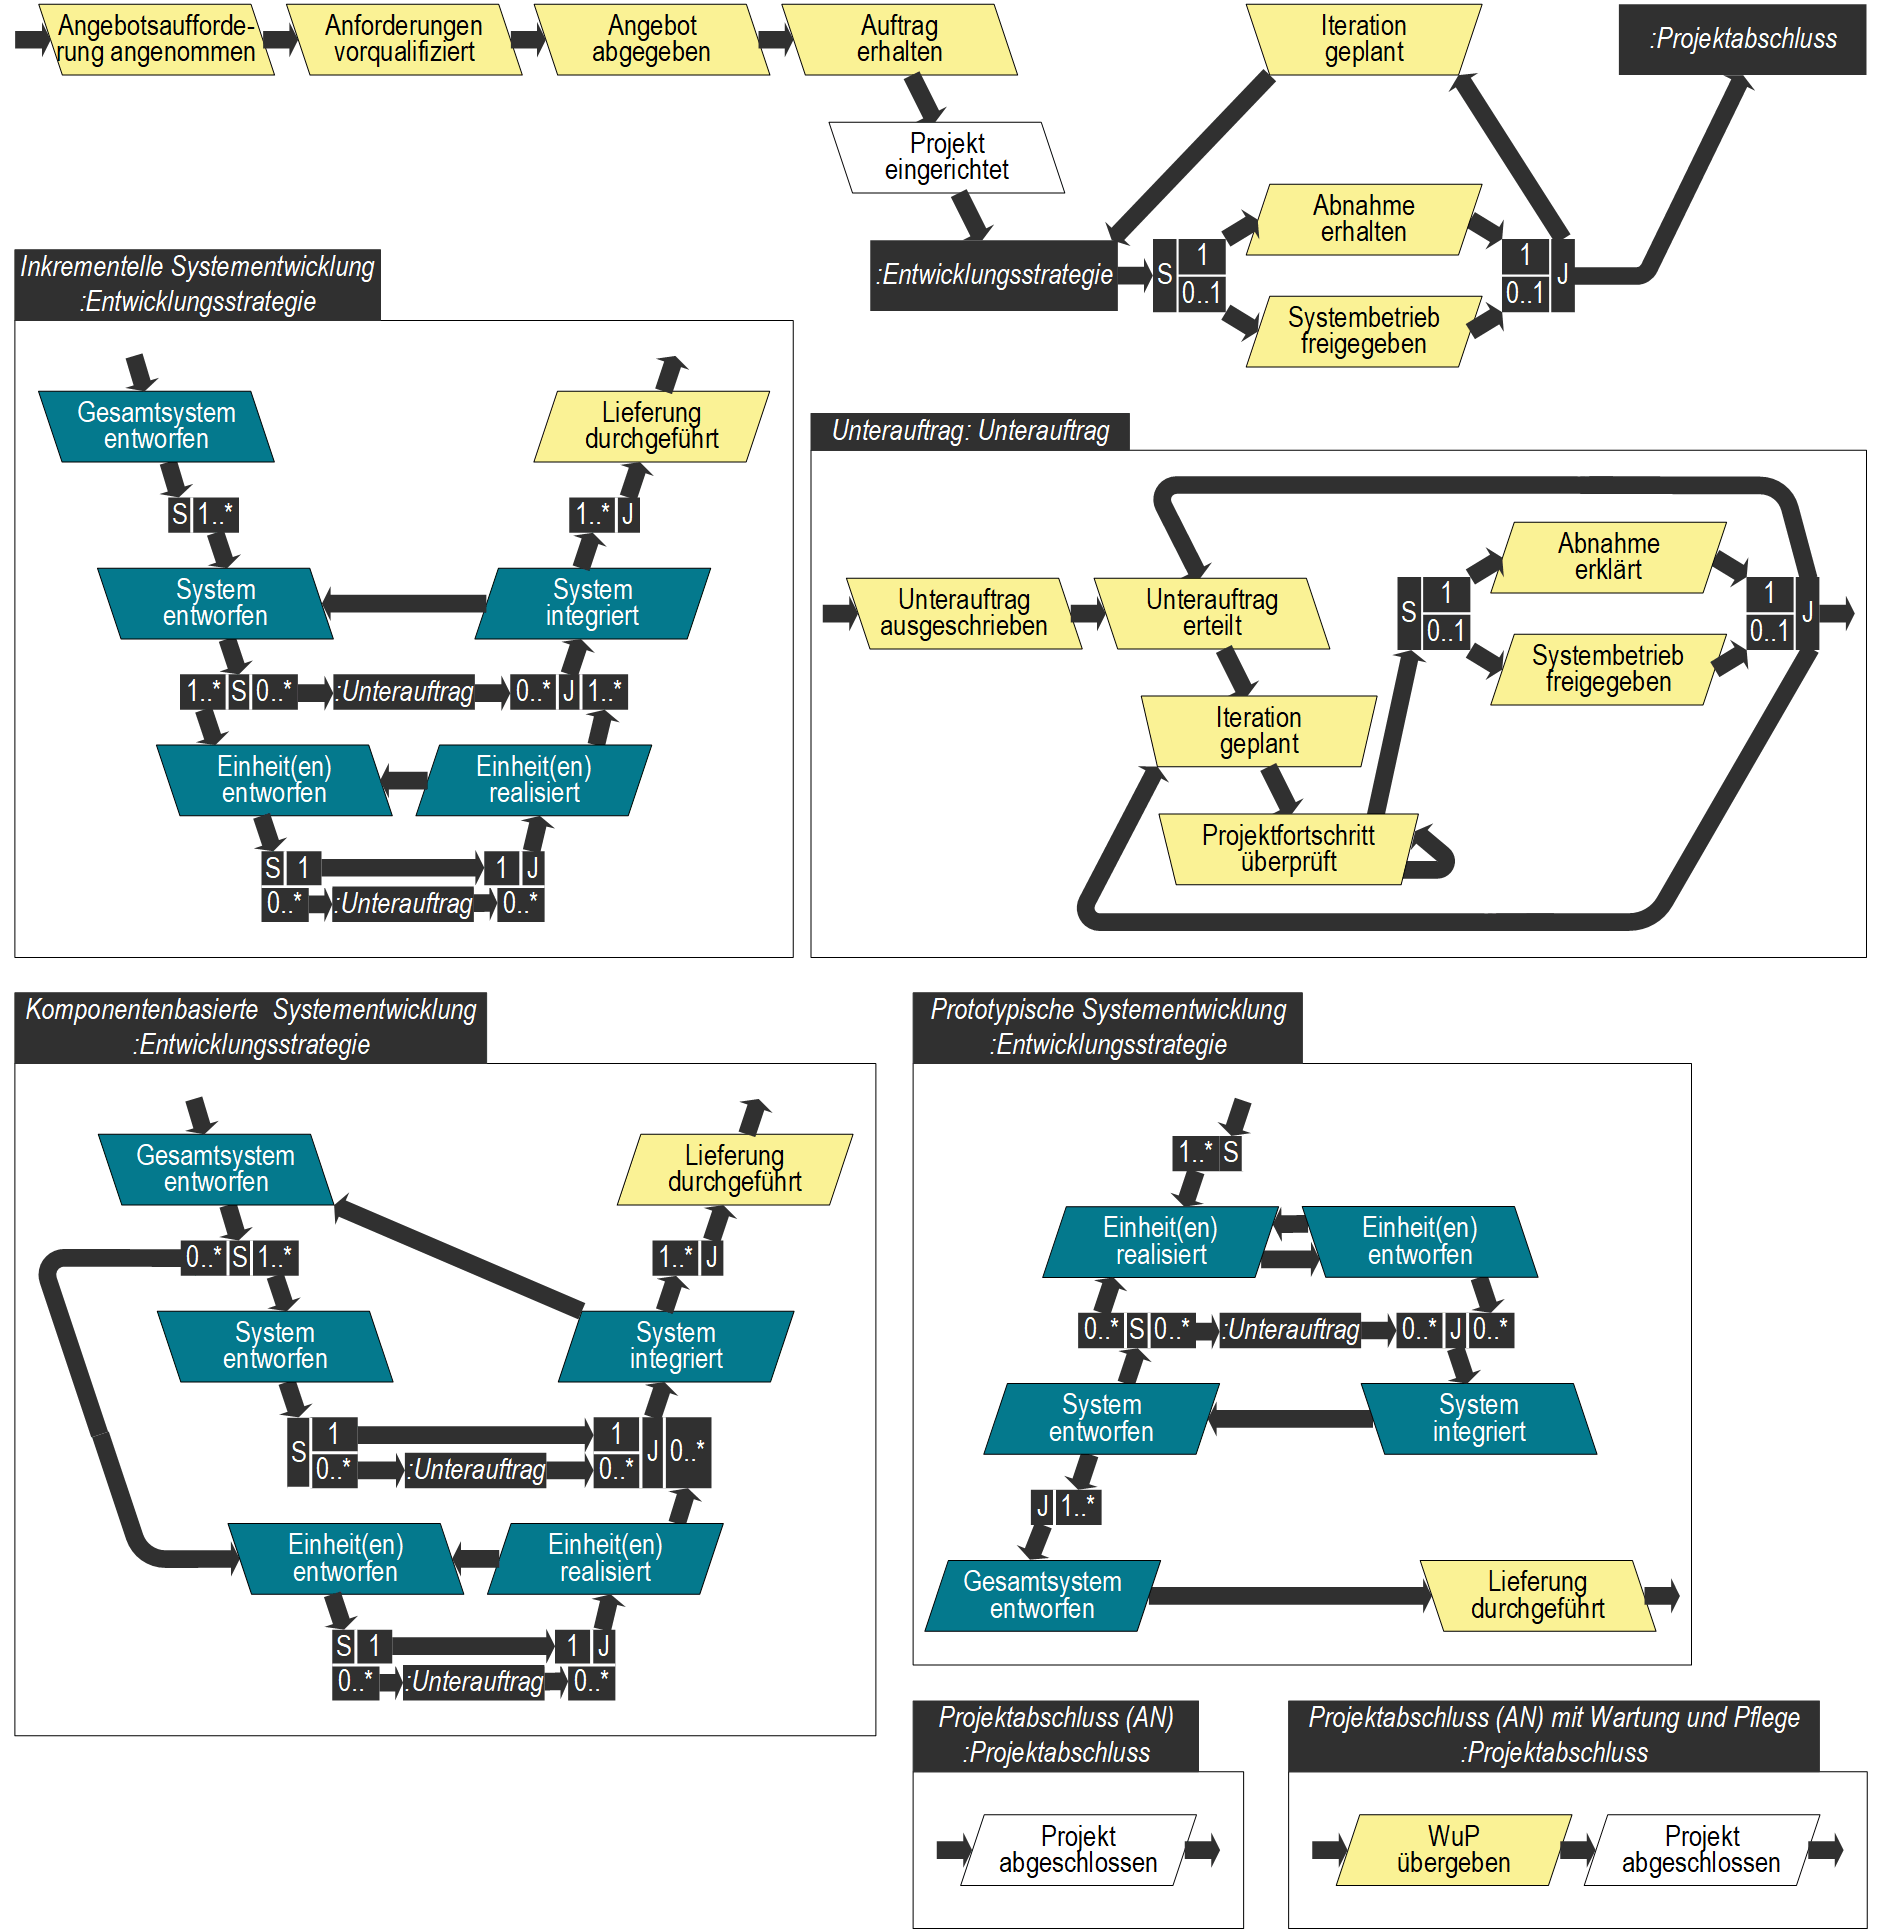 Angebotsaufforde-
rung angenommen
Anforderungen
vorqualifiziert
Angebot
abgegeben
Auftrag
erhalten
Iteration
geplant
:Projektabschluss
Projekt
eingerichtet
:Entwicklungsstrategie
S
1
0..1
Abnahme
erhalten
Systembetrieb
freigegeben
1
0..1
J
Inkrementelle Systementwicklung
:Entwicklungsstrategie
Gesamtsystem
entworfen
Lieferung
durchgeführt
S 1..*
1..* J
System
entworfen
System
integriert
1..* S 0..*
:Unterauftrag
0..* J 1..*
Einheit(en)
entworfen
Einheit(en)
realisiert
S 1
1 J
0..*
:Unterauftrag
0..*
Unterauftrag: Unterauftrag
Unterauftrag
ausgeschrieben
Unterauftrag
erteilt
Iteration
geplant
Projektfortschritt
überprüft
S
1
0..1
Abnahme
erklärt
Systembetrieb
freigegeben
1
0..1
J
Komponentenbasierte Systementwicklung
:Entwicklungsstrategie
Gesamtsystem
entworfen
Lieferung
durchgeführt
0..* S 1..*
1..* J
System
entworfen
System
integriert
S
1
0..*
:Unterauftrag
1
0..*
J
0..*
Einheit(en)
entworfen
Einheit(en)
realisiert
S 1
1 J
0..*
:Unterauftrag
0..*
Prototypische Systementwicklung
:Entwicklungsstrategie
1..* S
Einheit(en)
realisiert
Einheit(en)
entworfen
0..* S 0..*
:Unterauftrag
0..* J 0..*
System
entworfen
System
integriert
J 1..*
Gesamtsystem
entworfen
Lieferung
durchgeführt
Projektabschluss (AN)
:Projektabschluss
Projekt
abgeschlossen
Projektabschluss (AN) mit Wartung und Pflege
:Projektabschluss
WuP
übergeben
Projekt
abgeschlossen